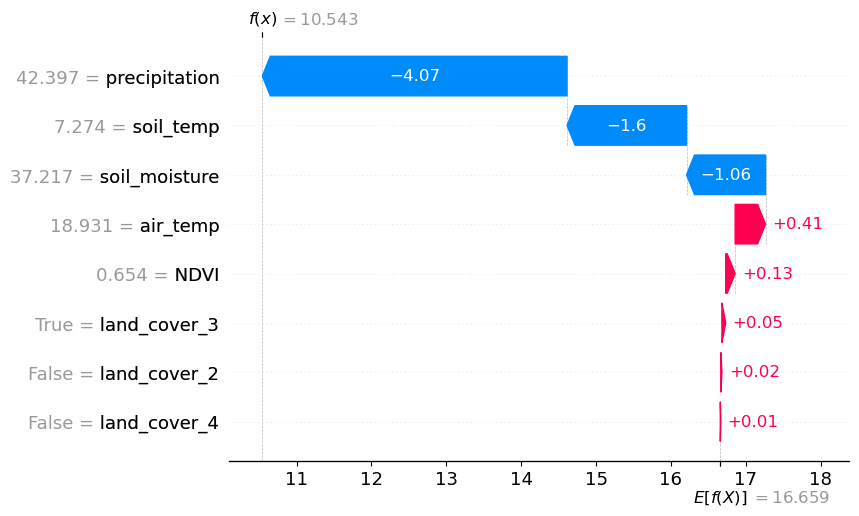 f(x) = 10.543
42.397 = precipitation
−4.07
7.274 = soil_temp
−1.6
37.217 = soil_moisture
−1.06
18.931 = air_temp
+0.41
0.654 = NDVI
+0.13
True = land_cover_3
+0.05
False = land_cover_2
+0.02
False = land_cover_4
+0.01
11 12 13 14 15 16 17 18
E[f(X)] = 16.659